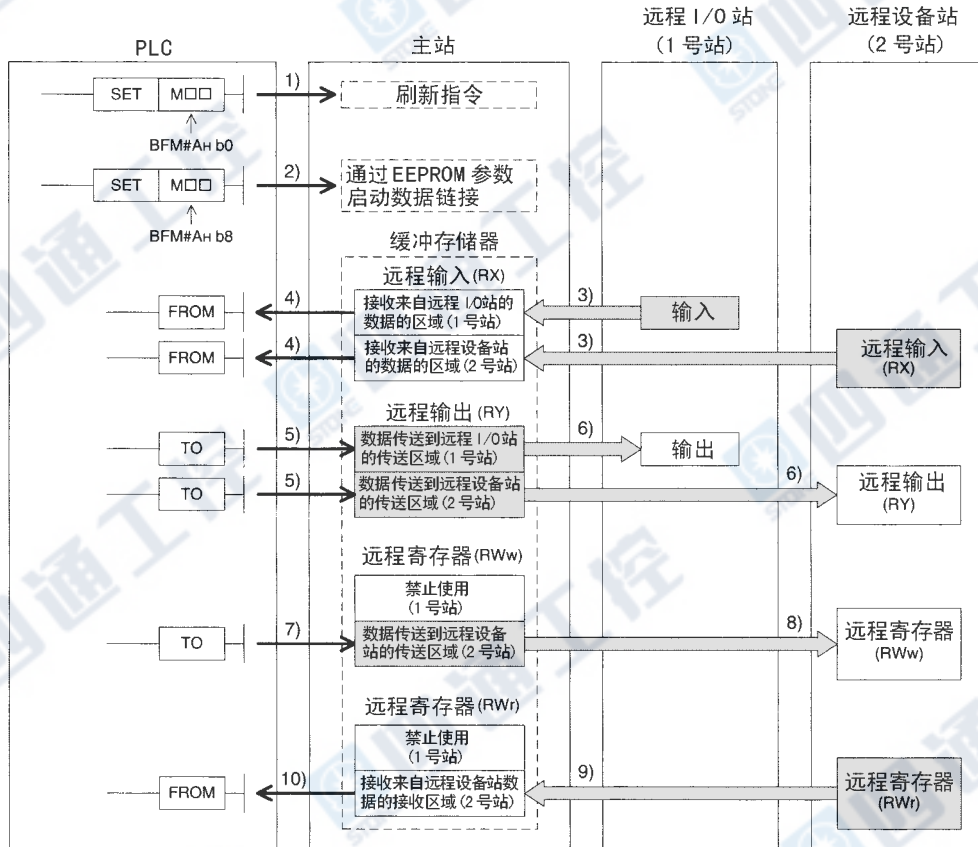 PLC
主站
远程 I/O 站
(1 号站)
远程设备站
(2 号站)
SET M□□
1)
刷新指令
BFM#AH b0
SET M□□
2)
通过EEPROM 参数
启动数据链接
BFM#AH b8
缓冲存储器
远程输入(RX)
FROM
4)
接收来自远程 I/O站的
数据的区域(1号站)
3)
输入
FROM
4)
接收来自远程设备站
的数据的区域(2号站)
3)
远程输入
(RX)
远程输出(RY)
TO
5)
数据传送到远程 I/O站
的传送区域(1号站)
6)
输出
TO
5)
数据传送到远程设备站
的传送区域(2号站)
6)
远程输出
(RY)
远程寄存器(RWw)
禁止使用
(1号站)
TO
7)
数据传送到远程设备
站的传送区域(2号站)
8)
远程寄存器
(RWw)
远程寄存器(RWr)
禁止使用
(1号站)
FROM
10)
接收来自远程设备站数
据的接收区域(2号站)
9)
远程寄存器
(RWr)
四通工控
STONE